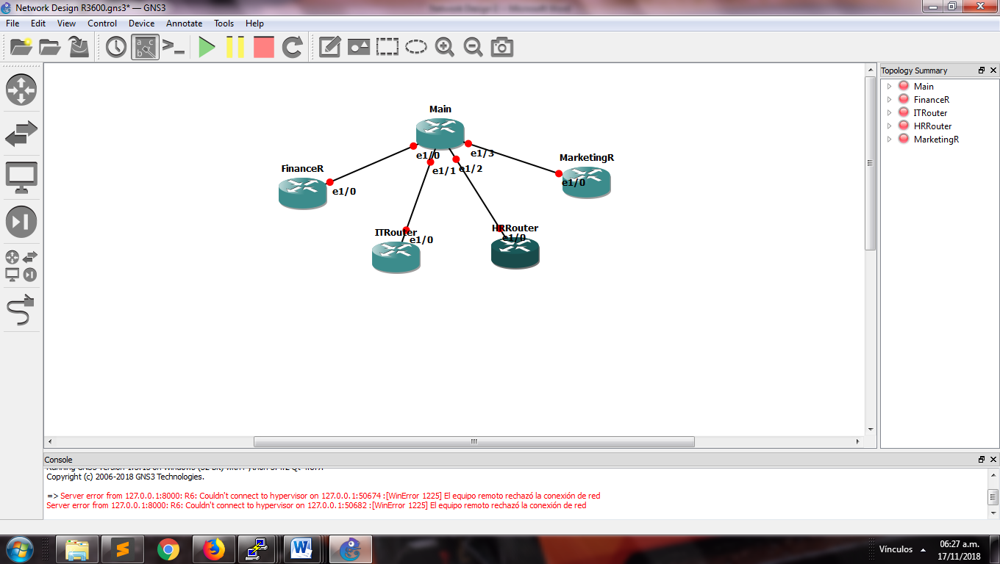 Network Design R3600.gns3* — GNS3
File Edit View Control Device Annotate Tools Help
Topology Summary
Main
FinanceR
ITRouter
HRRouter
MarketingR
Main
e1/0
e1/3
e1/1
e1/2
MarketingR
e1/0
FinanceR
e1/0
ITRouter
e1/0
HRRouter
e1/0
Console
Copyright (c) 2006-2018 GNS3 Technologies.
=> Server error from 127.0.0.1:8000: R6: Couldn't connect to hypervisor on 127.0.0.1:50674 :[WinError 1225] El equipo remoto rechazó la conexión de red
Server error from 127.0.0.1:8000: R6: Couldn't connect to hypervisor on 127.0.0.1:50682 :[WinError 1225] El equipo remoto rechazó la conexión de red
Vínculos
06:27 a.m.
17/11/2018